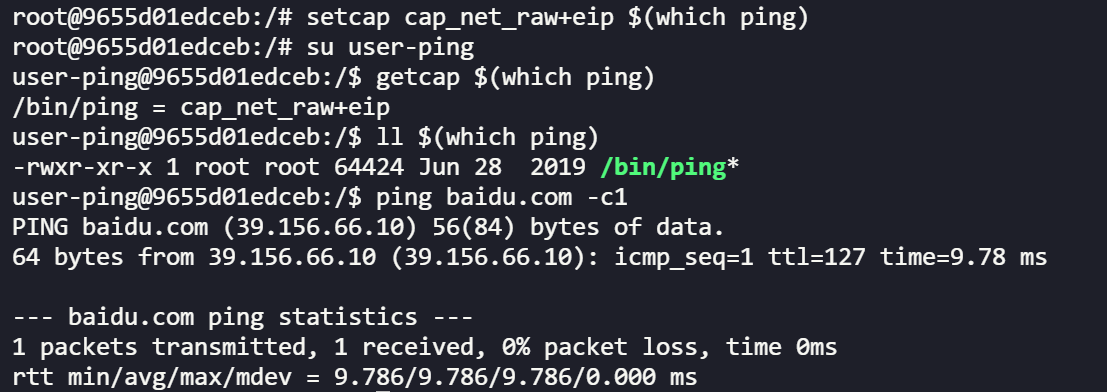 root@9655d01edceb:/# setcap cap_net_raw+eip $(which ping)
root@9655d01edceb:/# su user-ping
user-ping@9655d01edceb:/$ getcap $(which ping)
/bin/ping = cap_net_raw+eip
user-ping@9655d01edceb:/$ ll $(which ping)
-rwxr-xr-x 1 root root 64424 Jun 28  2019 /bin/ping*
user-ping@9655d01edceb:/$ ping baidu.com -c1
PING baidu.com (39.156.66.10) 56(84) bytes of data.
64 bytes from 39.156.66.10 (39.156.66.10): icmp_seq=1 ttl=127 time=9.78 ms

--- baidu.com ping statistics ---
1 packets transmitted, 1 received, 0% packet loss, time 0ms
rtt min/avg/max/mdev = 9.786/9.786/9.786/0.000 ms